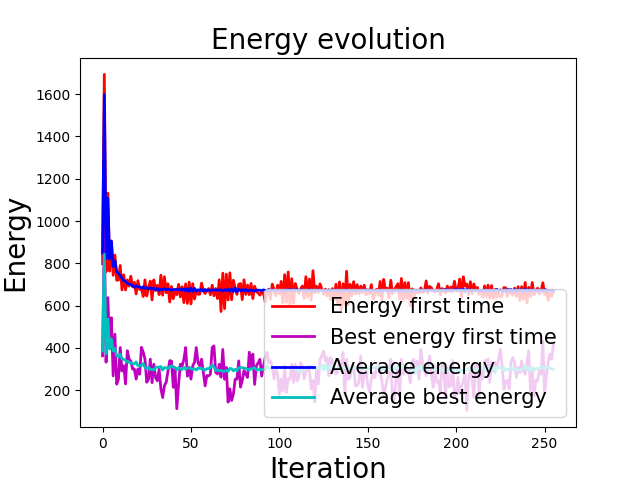 Energy evolution
Energy
1600
1400
1200
1000
800
600
400
200
Energy first time
Best energy first time
Average energy
Average best energy
0 50 100 150 200 250
Iteration